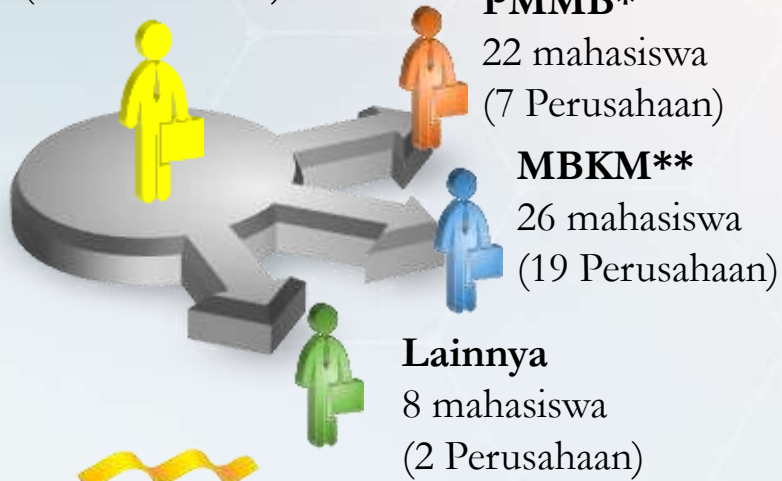 PMMB*
22 mahasiswa
(7 Perusahaan)
MBKM**
26 mahasiswa
(19 Perusahaan)
Lainnya
8 mahasiswa
(2 Perusahaan)